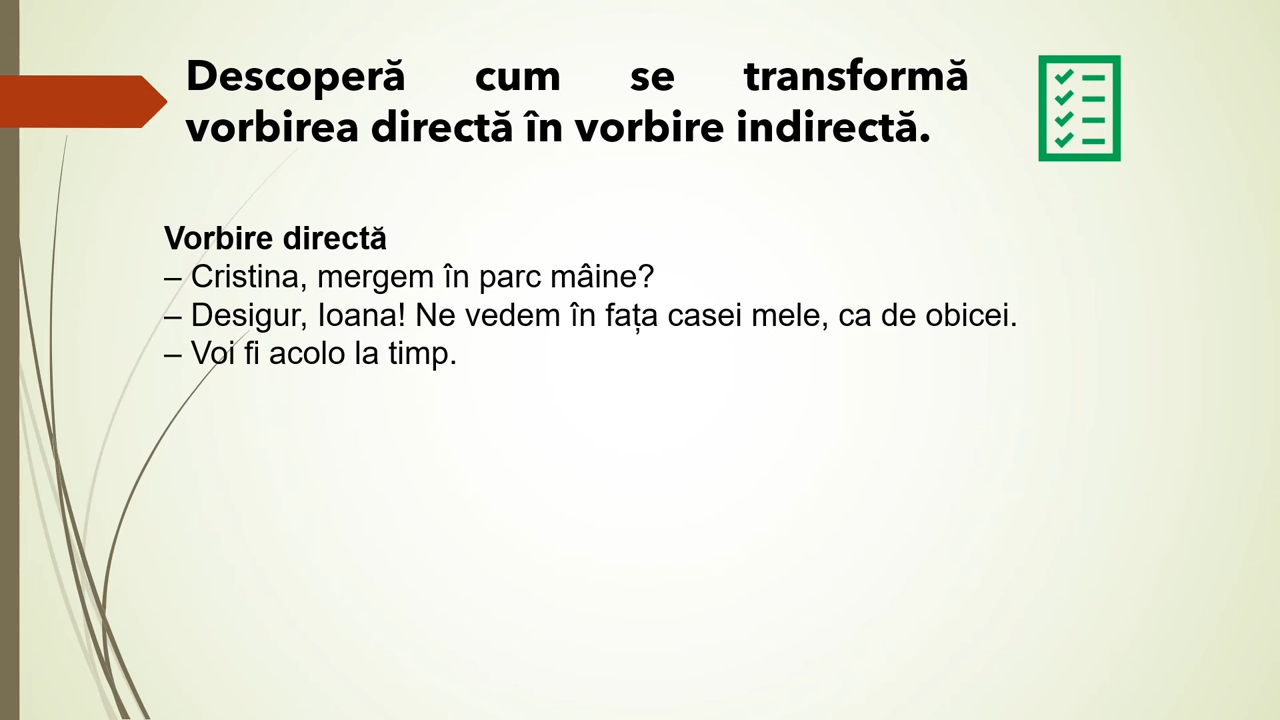 Descoperă cum se transformă
vorbirea directă în vorbire indirectă.
Vorbire directă
– Cristina, mergem în parc mâine?
– Desigur, Ioana! Ne vedem în fața casei mele, ca de obicei.
– Voi fi acolo la timp.